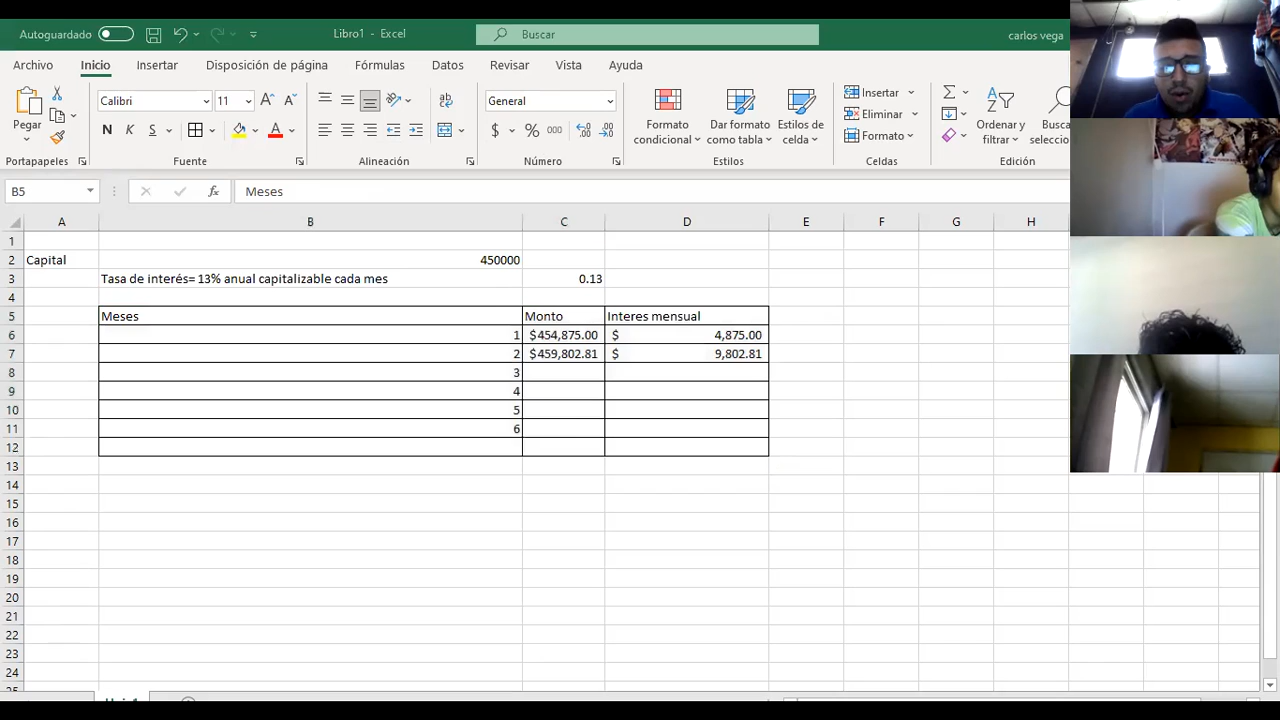 Autoguardado
Libro1 - Excel
Buscar
carlos vega
Archivo Inicio Insertar Disposición de página Fórmulas Datos Revisar Vista Ayuda
Pegar
Calibri 11
General
N K S A
$ % 000
Formato condicional
Dar formato como tabla
Estilos de celda
Insertar
Eliminar
Formato
Ordenar y filtrar
Portapapeles Fuente Alineación Número Estilos Celdas Edición
B5 fx Meses
A B C D E F G H
1
2 Capital 450000
3 Tasa de interés= 13% anual capitalizable cada mes 0.13
4
5 Meses Monto Interes mensual
6 1 $454,875.00 $ 4,875.00
7 2 $459,802.81 $ 9,802.81
8 3
9 4
10 5
11 6
12
13
14
15
16
17
18
19
20
21
22
23
24